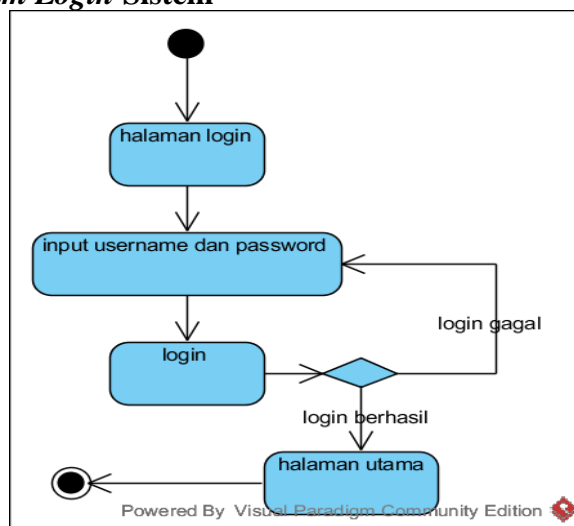 Login Sistem
halaman login
input username dan password
login gagal
login
login berhasil
halaman utama
Powered By Visual Paradigm Community Edition